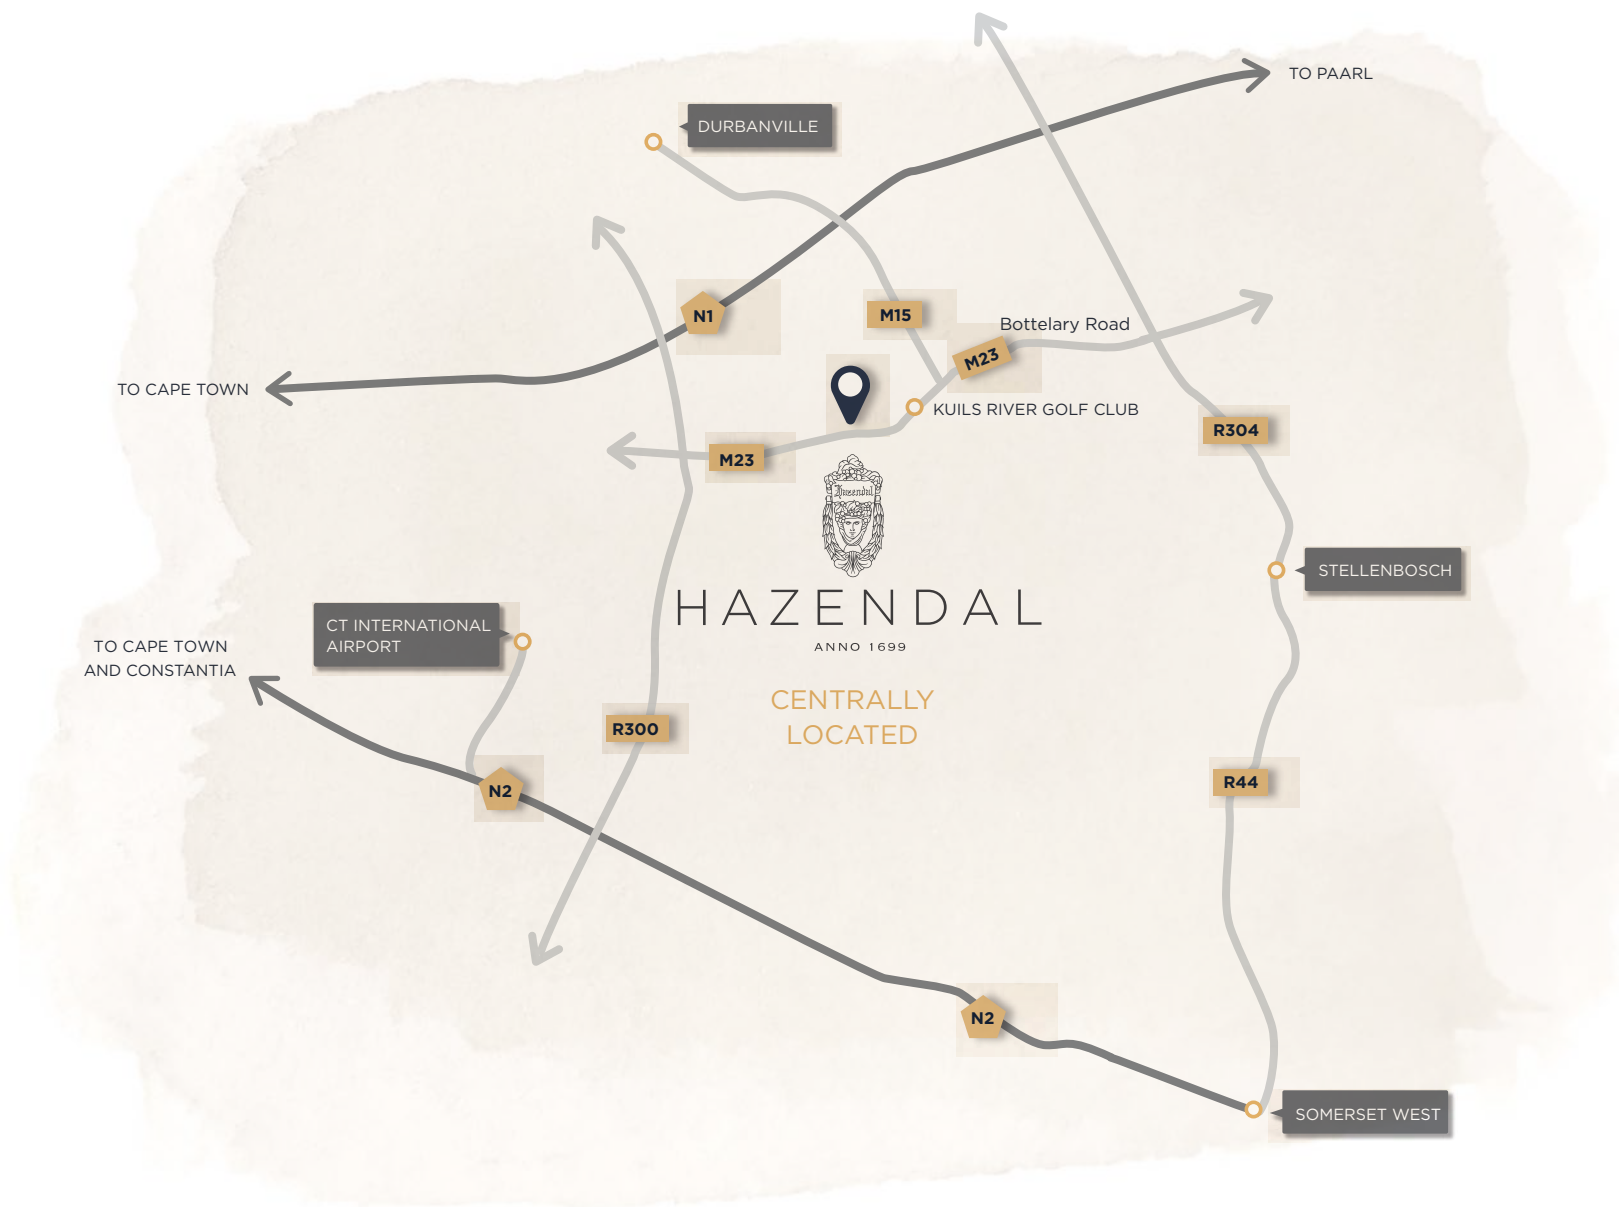 TO PAARL
DURBANVILLE
N1
M15
Bottelary Road
M23
TO CAPE TOWN
KUILS RIVER GOLF CLUB
R304
M23
Hazendal
STELLENBOSCH
HAZENDAL
ANNO 1699
CT INTERNATIONAL
AIRPORT
TO CAPE TOWN
AND CONSTANTIA
CENTRALLY
LOCATED
R300
R44
N2
N2
SOMERSET WEST